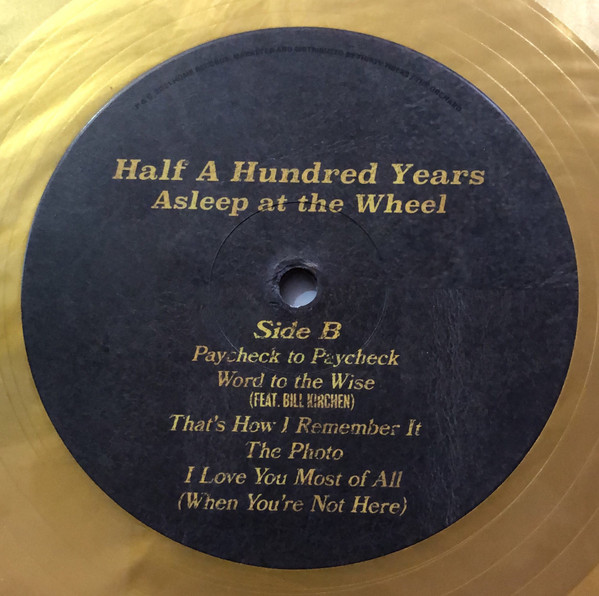 Half A Hundred Years
Asleep at the Wheel
Side B
Paycheck to Paycheck
Word to the Wise
(FEAT. BILL KIRCHEN)
That's How I Remember It
The Photo
I Love You Most of All
(When You're Not Here)